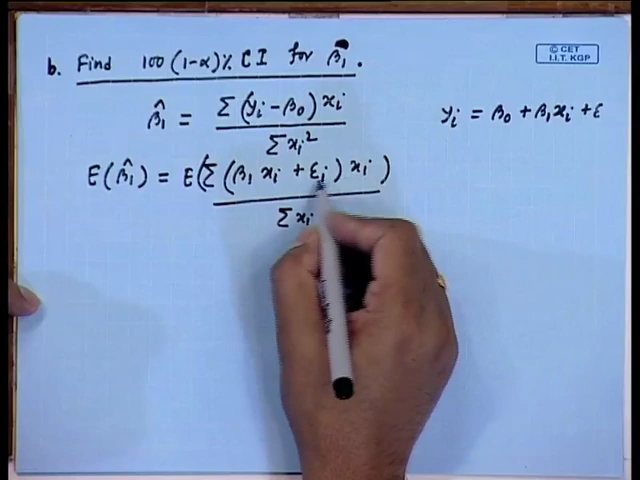 b. Find 100(1-α)% CI for β₁.
© CET
I.I.T. KGP
β̂₁ = Σ(yᵢ-β₀)xᵢ / Σxᵢ²
yᵢ = β₀ + β₁xᵢ + ε
E(β̂₁) = E(Σ(β₁xᵢ + εᵢ)xᵢ) / Σxᵢ